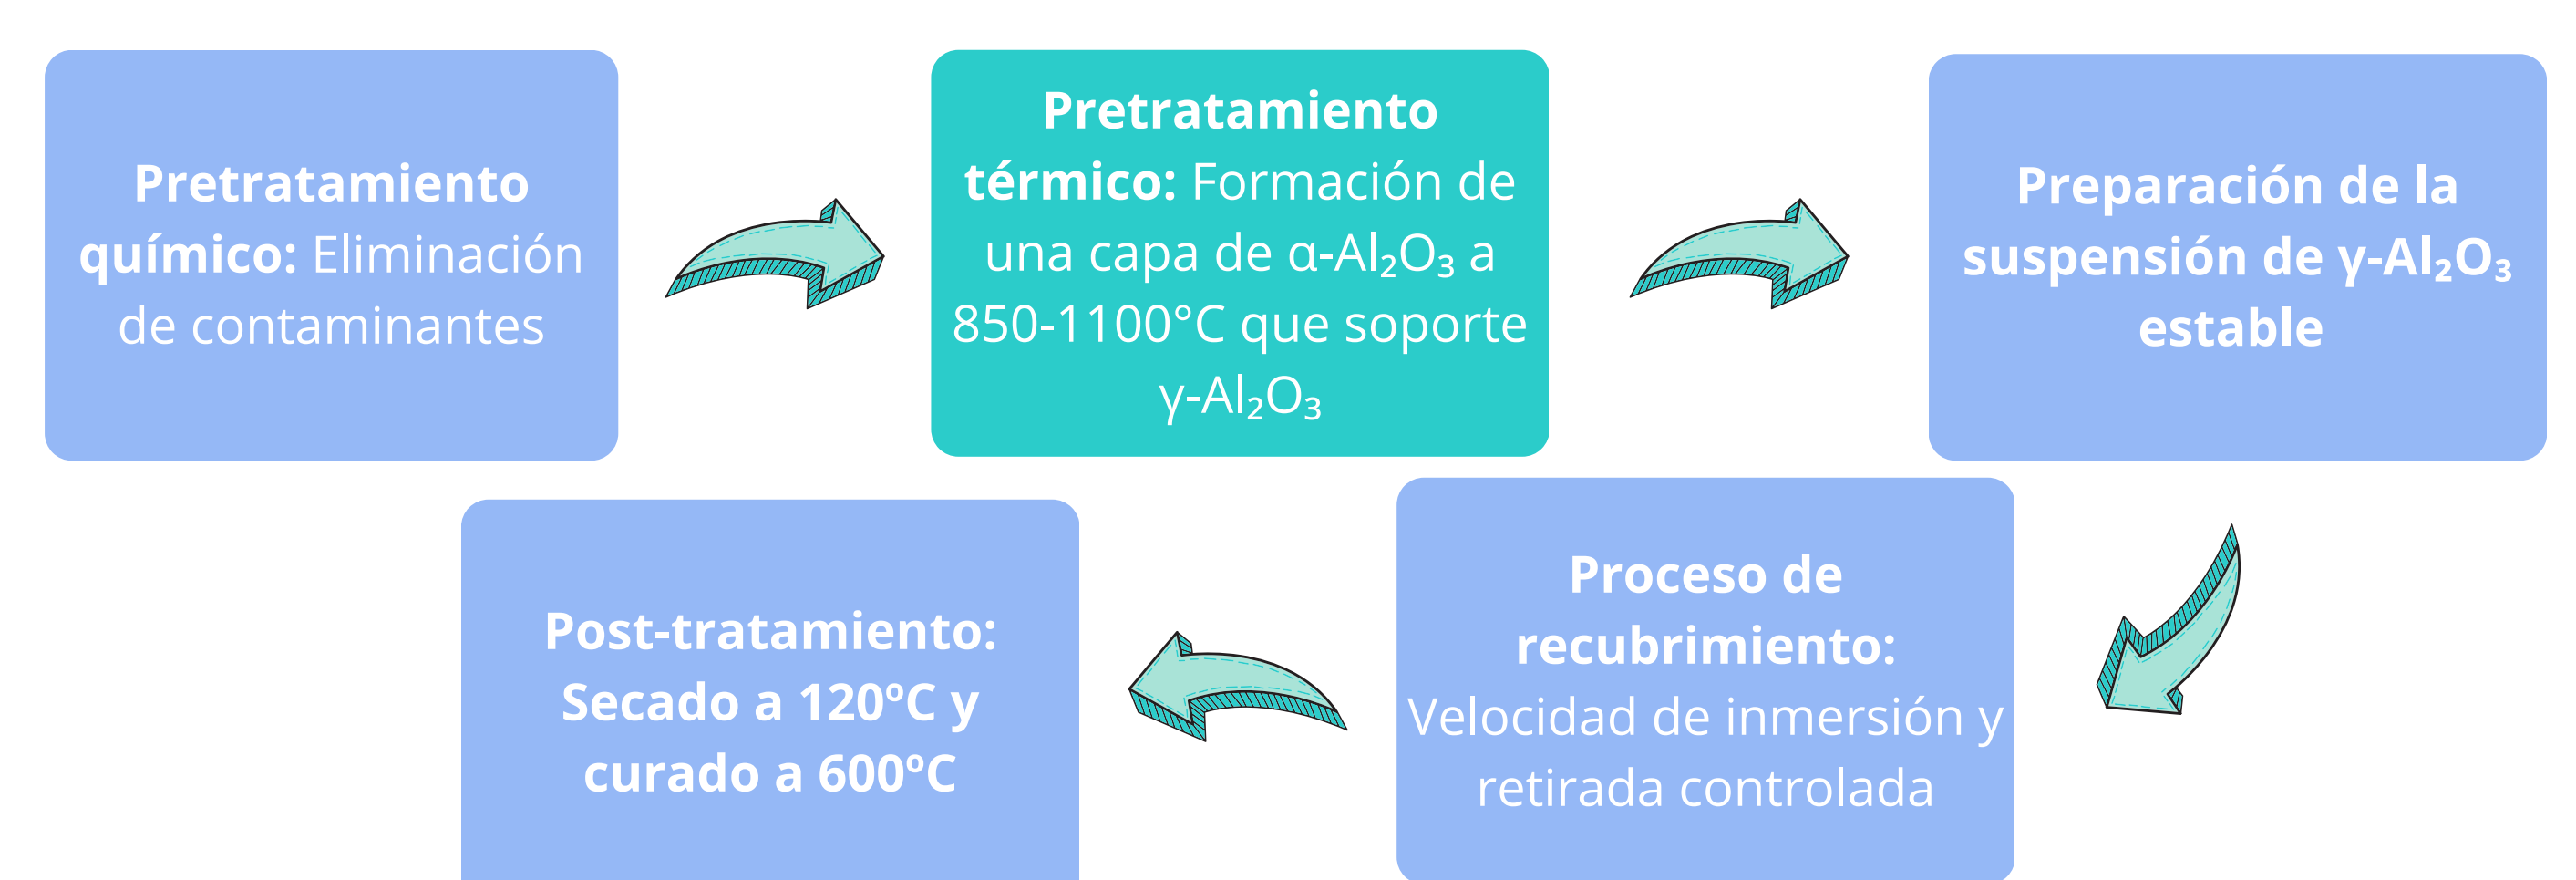 Pretratamiento
químico: Eliminación
de contaminantes
Pretratamiento
térmico: Formación de
una capa de α-Al₂O₃ a
850-1100°C que soporte
γ-Al₂O₃
Preparación de la
suspensión de γ-Al₂O₃
estable
Proceso de
recubrimiento:
Velocidad de inmersión y
retirada controlada
Post-tratamiento:
Secado a 120ºC y
curado a 600ºC